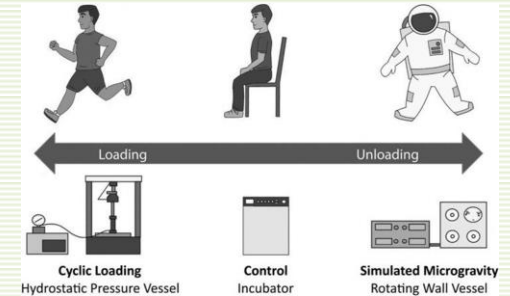 Loading
Unloading
Cyclic Loading
Hydrostatic Pressure Vessel
Control
Incubator
Simulated Microgravity
Rotating Wall Vessel